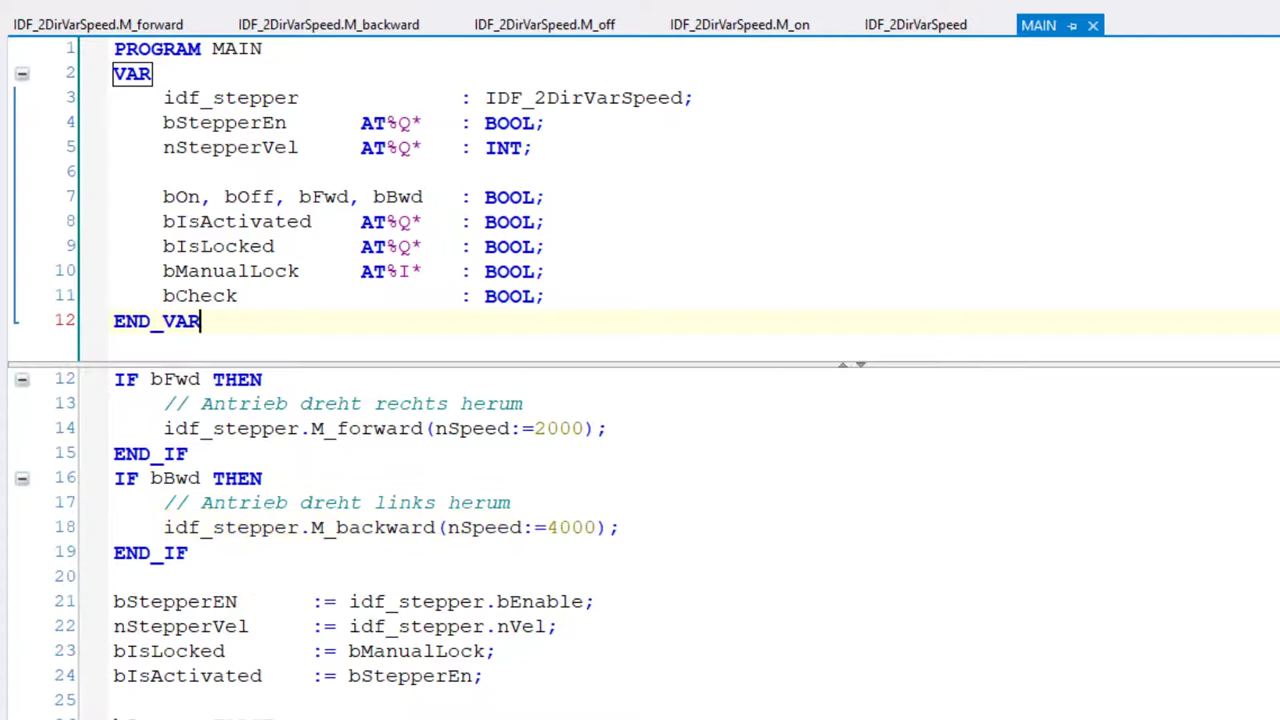 IDF_2DirVarSpeed.M_forward IDF_2DirVarSpeed.M_backward IDF_2DirVarSpeed.M_off IDF_2DirVarSpeed.M_on IDF_2DirVarSpeed MAIN
1 PROGRAM MAIN
2 VAR
3 idf_stepper : IDF_2DirVarSpeed;
4 bStepperEn AT%Q* : BOOL;
5 nStepperVel AT%Q* : INT;
6
7 bOn, bOff, bFwd, bBwd : BOOL;
8 bIsActivated AT%Q* : BOOL;
9 bIsLocked AT%Q* : BOOL;
10 bManualLock AT%I* : BOOL;
11 bCheck : BOOL;
12 END_VAR
12 IF bFwd THEN
13 // Antrieb dreht rechts herum
14 idf_stepper.M_forward(nSpeed:=2000);
15 END_IF
16 IF bBwd THEN
17 // Antrieb dreht links herum
18 idf_stepper.M_backward(nSpeed:=4000);
19 END_IF
20
21 bStepperEN := idf_stepper.bEnable;
22 nStepperVel := idf_stepper.nVel;
23 bIsLocked := bManualLock;
24 bIsActivated := bStepperEn;
25